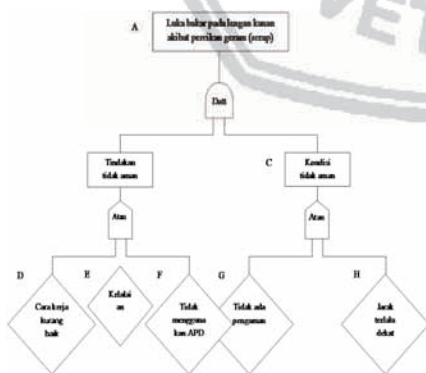 A
Luka bakar pada lengan kanan
akibat percikan geram (scrap)
Dan
Tindakan
tidak aman
C
Kondisi
tidak aman
Atau
Atau
D
E
F
G
H
Cara kerja
kurang
baik
Kelalai
an
Tidak
mengguna
kan APD
Tidak ada
pengaman
Jarak
terlalu
dekat